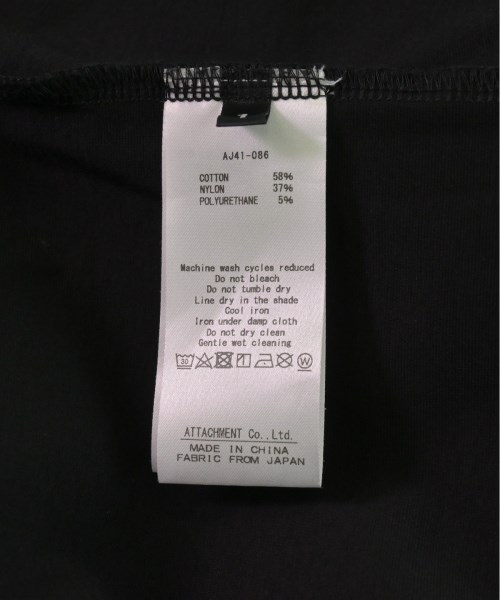 AJ41-086
COTTON 58%
NYLON 37%
POLYURETHANE 5%
Machine wash cycles reduced
Do not bleach
Do not tumble dry
Line dry in the shade
Cool iron
Iron under damp cloth
Do not dry clean
Gentle wet cleaning
30 W
ATTACHMENT Co.,Ltd.
MADE IN CHINA
FABRIC FROM JAPAN